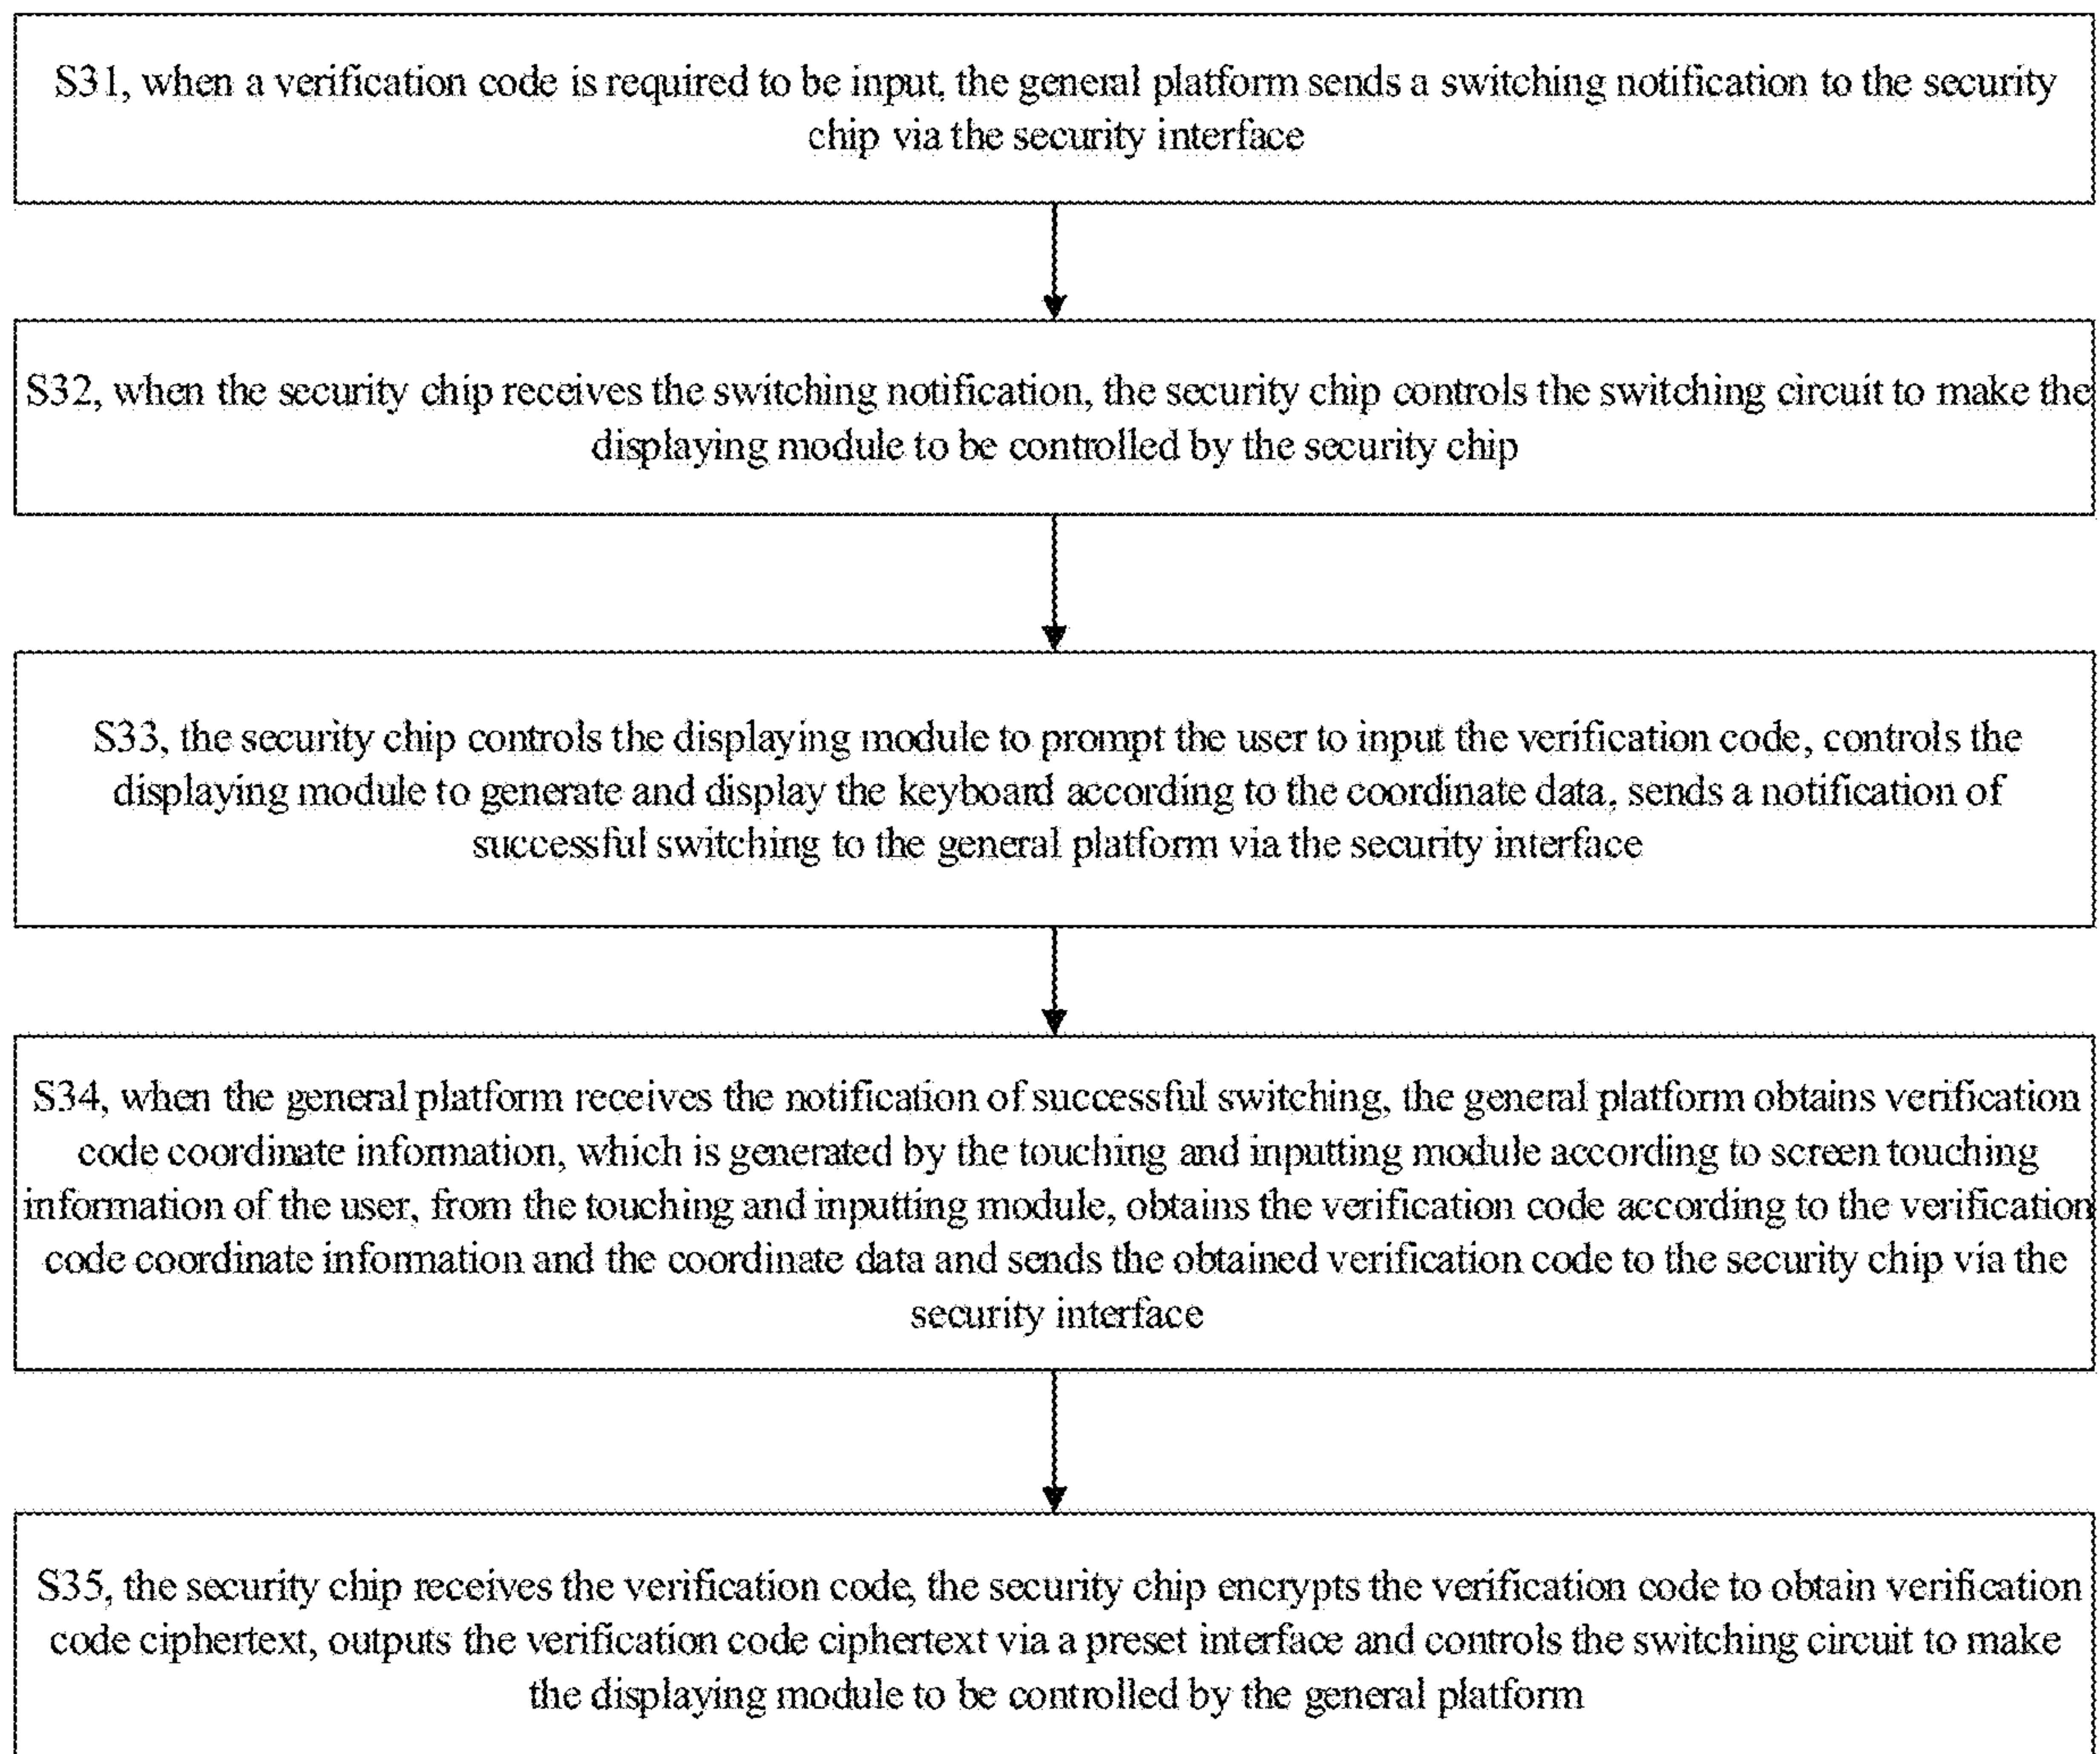 S31, when a verification code is required to be input, the general platform sends a switching notification to the security
chip via the security interface
S32, when the security chip receives the switching notification, the security chip controls the switching circuit to make the
displaying module to be controlled by the security chip
S33, the security chip controls the displaying module to prompt the user to input the verification code, controls the
displaying module to generate and display the keyboard according to the coordinate data, sends a notification of
successful switching to the general platform via the security interface
S34, when the general platform receives the notification of successful switching, the general platform obtains verification
code coordinate information, which is generated by the touching and inputting module according to screen touching
information of the user, from the touching and inputting module, obtains the verification code according to the verification
code coordinate information and the coordinate data and sends the obtained verification code to the security chip via the
security interface
S35, the security chip receives the verification code, the security chip encrypts the verification code to obtain verification
code ciphertext, outputs the verification code ciphertext via a preset interface and controls the switching circuit to make
the displaying module to be controlled by the general platform